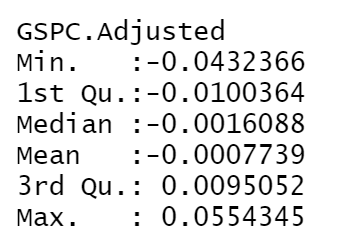 GSPC.Adjusted
Min.   :-0.0432366
1st Qu.:-0.0100364
Median :-0.0016088
Mean   :-0.0007739
3rd Qu.: 0.0095052
Max.   : 0.0554345